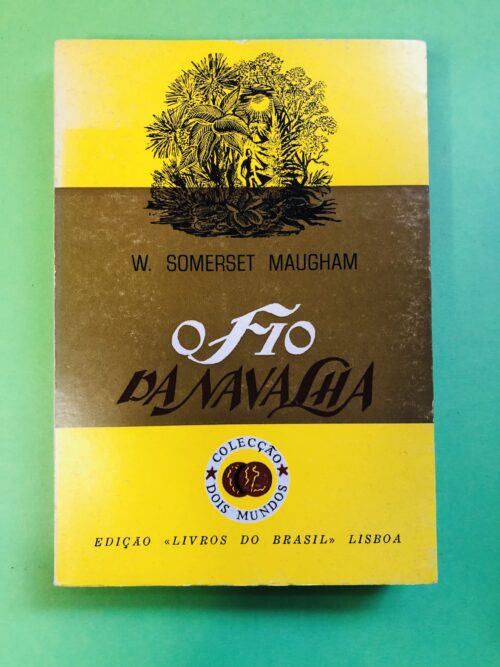 W. SOMERSET MAUGHAM
O FIO
DA NAVALHA
COLECÇÃO
DOIS MUNDOS
EDIÇÃO «LIVROS DO BRASIL» LISBOA